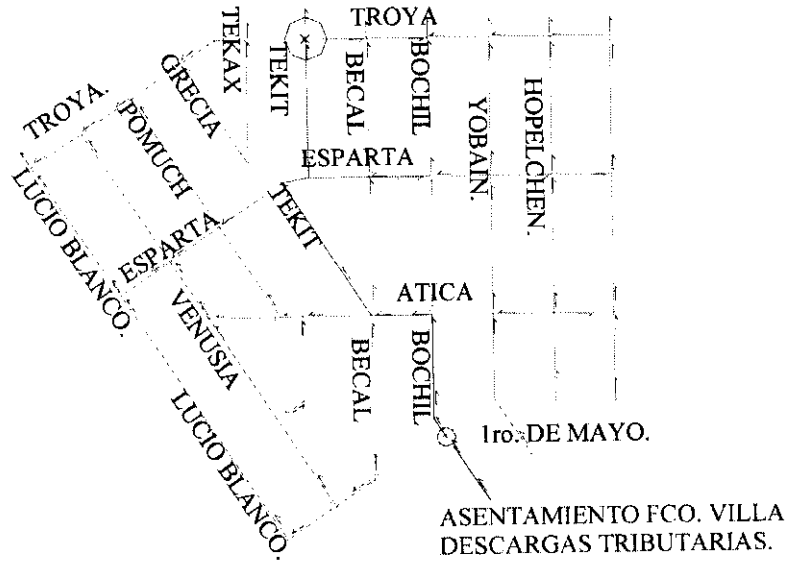 TROYA
TEKAX
TEKIT
BECAL
BOCHIL
GRECIA
TROYA.
POMUCH
YOBAIN.
HOPELCHEN.
ESPARTA
TEKIT
LUCIO BLANCO.
ESPARTA.
VENUSIA
ATICA
BECAL
BOCHIL
LUCIO BLANCO.
1ro. DE MAYO.
ASENTAMIENTO FCO. VILLA
DESCARGAS TRIBUTARIAS.